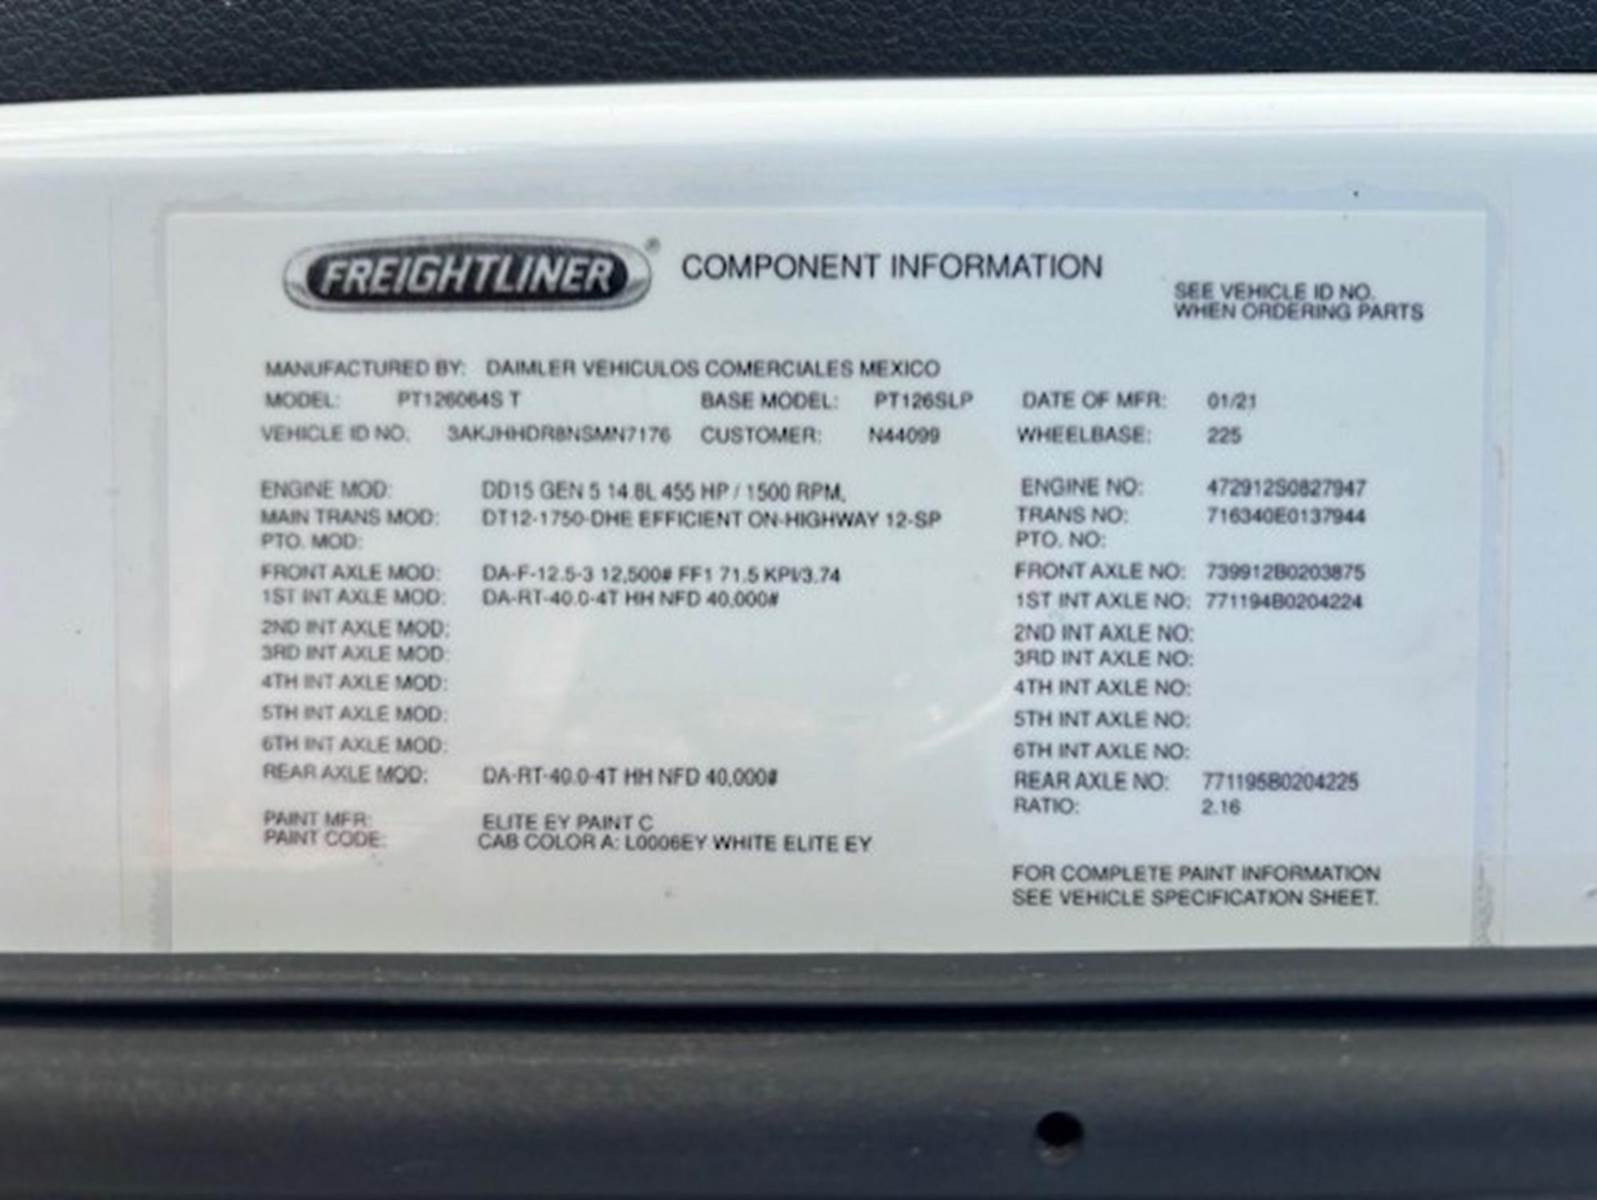 FREIGHTLINER® COMPONENT INFORMATION
SEE VEHICLE ID NO.
WHEN ORDERING PARTS
MANUFACTURED BY: DAIMLER VEHICULOS COMERCIALES MEXICO
MODEL: PT126064S T BASE MODEL: PT126SLP DATE OF MFR: 01/21
VEHICLE ID NO. 3AKJHHDR8NSMN7176 CUSTOMER: N44099 WHEELBASE: 225
ENGINE MOD: DD15 GEN 5 14.8L 455 HP / 1500 RPM, ENGINE NO: 472912S0827947
MAIN TRANS MOD: DT12-1750-DHE EFFICIENT ON-HIGHWAY 12-SP TRANS NO: 716340E0137944
PTO. MOD: PTO. NO:
FRONT AXLE MOD: DA-F-12.5-3 12,500# FF1 71.5 KPI/3.74 FRONT AXLE NO: 739912B0203875
1ST INT AXLE MOD: DA-RT-40.0-4T HH NFD 40,000# 1ST INT AXLE NO: 771194B0204224
2ND INT AXLE MOD: 2ND INT AXLE NO:
3RD INT AXLE MOD: 3RD INT AXLE NO:
4TH INT AXLE MOD: 4TH INT AXLE NO:
5TH INT AXLE MOD: 5TH INT AXLE NO:
6TH INT AXLE MOD: 6TH INT AXLE NO:
REAR AXLE MOD: DA-RT-40.0-4T HH NFD 40,000# REAR AXLE NO: 771195B0204225
RATIO: 2.16
PAINT MFR: ELITE EY PAINT C
PAINT CODE: CAB COLOR A: L0006EY WHITE ELITE EY
FOR COMPLETE PAINT INFORMATION
SEE VEHICLE SPECIFICATION SHEET.